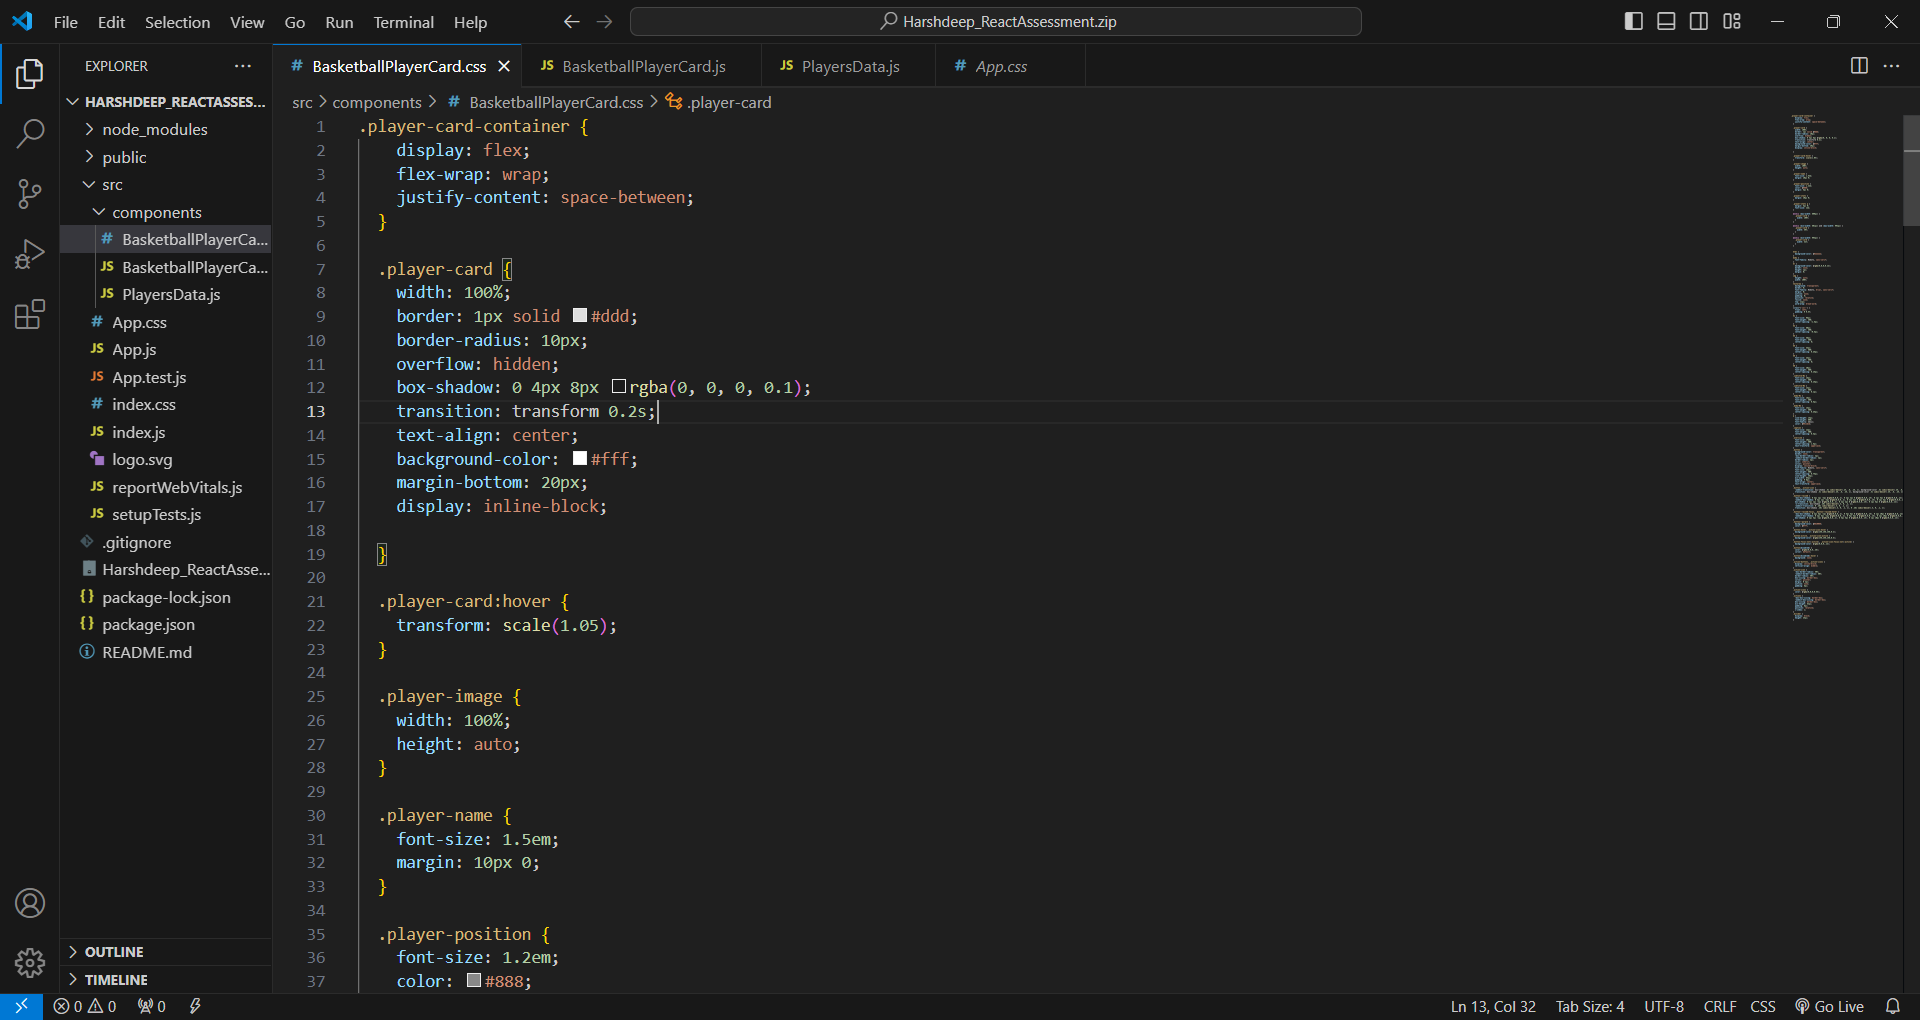 File Edit Selection View Go Run Terminal Help
Harshdeep_ReactAssessment.zip
EXPLORER
HARSHDEEP_REACTASSES...
node_modules
public
src
components
# BasketballPlayerCa...
JS BasketballPlayerCa...
JS PlayersData.js
# App.css
JS App.js
JS App.test.js
# index.css
JS index.js
logo.svg
JS reportWebVitals.js
JS setupTests.js
.gitignore
Harshdeep_ReactAsse...
{} package-lock.json
{} package.json
README.md
OUTLINE
TIMELINE
# BasketballPlayerCard.css JS BasketballPlayerCard.js JS PlayersData.js # App.css
src > components > # BasketballPlayerCard.css > .player-card
1 .player-card-container {
2 display: flex;
3 flex-wrap: wrap;
4 justify-content: space-between;
5 }
6
7 .player-card {
8 width: 100%;
9 border: 1px solid #ddd;
10 border-radius: 10px;
11 overflow: hidden;
12 box-shadow: 0 4px 8px rgba(0, 0, 0, 0.1);
13 transition: transform 0.2s;
14 text-align: center;
15 background-color: #fff;
16 margin-bottom: 20px;
17 display: inline-block;
18
19 }
20
21 .player-card:hover {
22 transform: scale(1.05);
23 }
24
25 .player-image {
26 width: 100%;
27 height: auto;
28 }
29
30 .player-name {
31 font-size: 1.5em;
32 margin: 10px 0;
33 }
34
35 .player-position {
36 font-size: 1.2em;
37 color: #888;
0 0 0 Ln 13, Col 32 Tab Size: 4 UTF-8 CRLF CSS Go Live